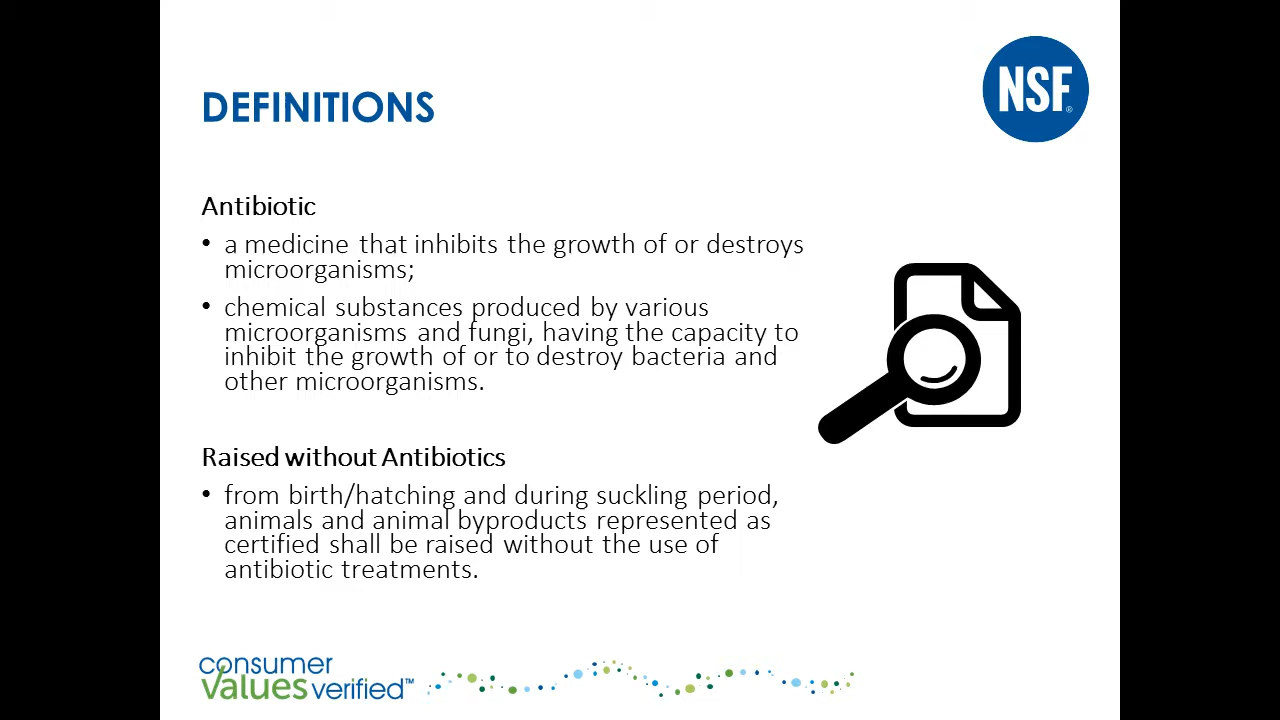 NSF®
DEFINITIONS
Antibiotic
• a medicine that inhibits the growth of or destroys
microorganisms;
• chemical substances produced by various
microorganisms and fungi, having the capacity to
inhibit the growth of or to destroy bacteria and
other microorganisms.
Raised without Antibiotics
• from birth/hatching and during suckling period,
animals and animal byproducts represented as
certified shall be raised without the use of
antibiotic treatments.
consumer
values verified™